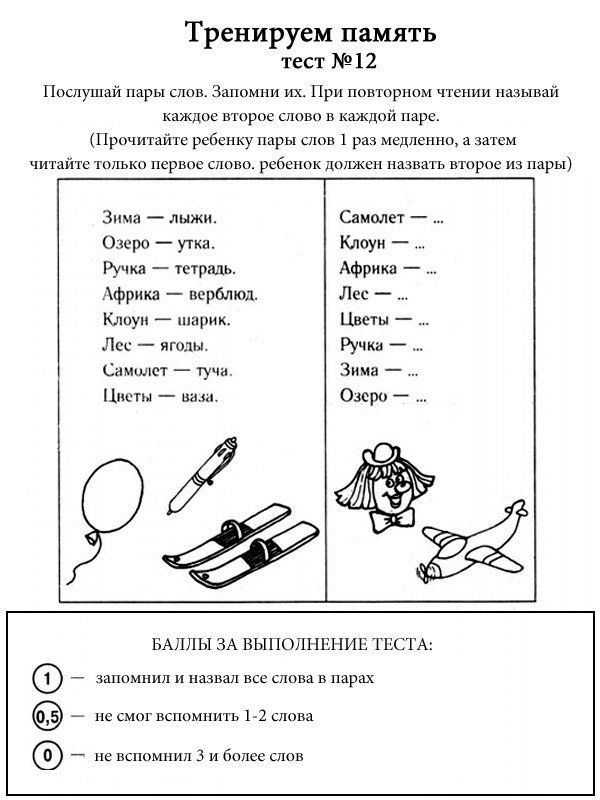 Тренируем память
тест №12
Послушай пары слов. Запомни их. При повторном чтении называй
каждое второе слово в каждой паре.
(Прочитайте ребенку пары слов 1 раз медленно, а затем
читайте только первое слово. ребенок должен назвать второе из пары)
Зима — лыжи.
Озеро — утка.
Ручка — тетрадь.
Африка — верблюд.
Клоун — шарик.
Лес — ягоды.
Самолет — туча.
Цветы — ваза.
Самолет — ...
Клоун — ...
Африка — ...
Лес — ...
Цветы — ...
Ручка — ...
Зима — ...
Озеро — ...
БАЛЛЫ ЗА ВЫПОЛНЕНИЕ ТЕСТА:
1 — запомнил и назвал все слова в парах
0,5 — не смог вспомнить 1-2 слова
0 — не вспомнил 3 и более слов